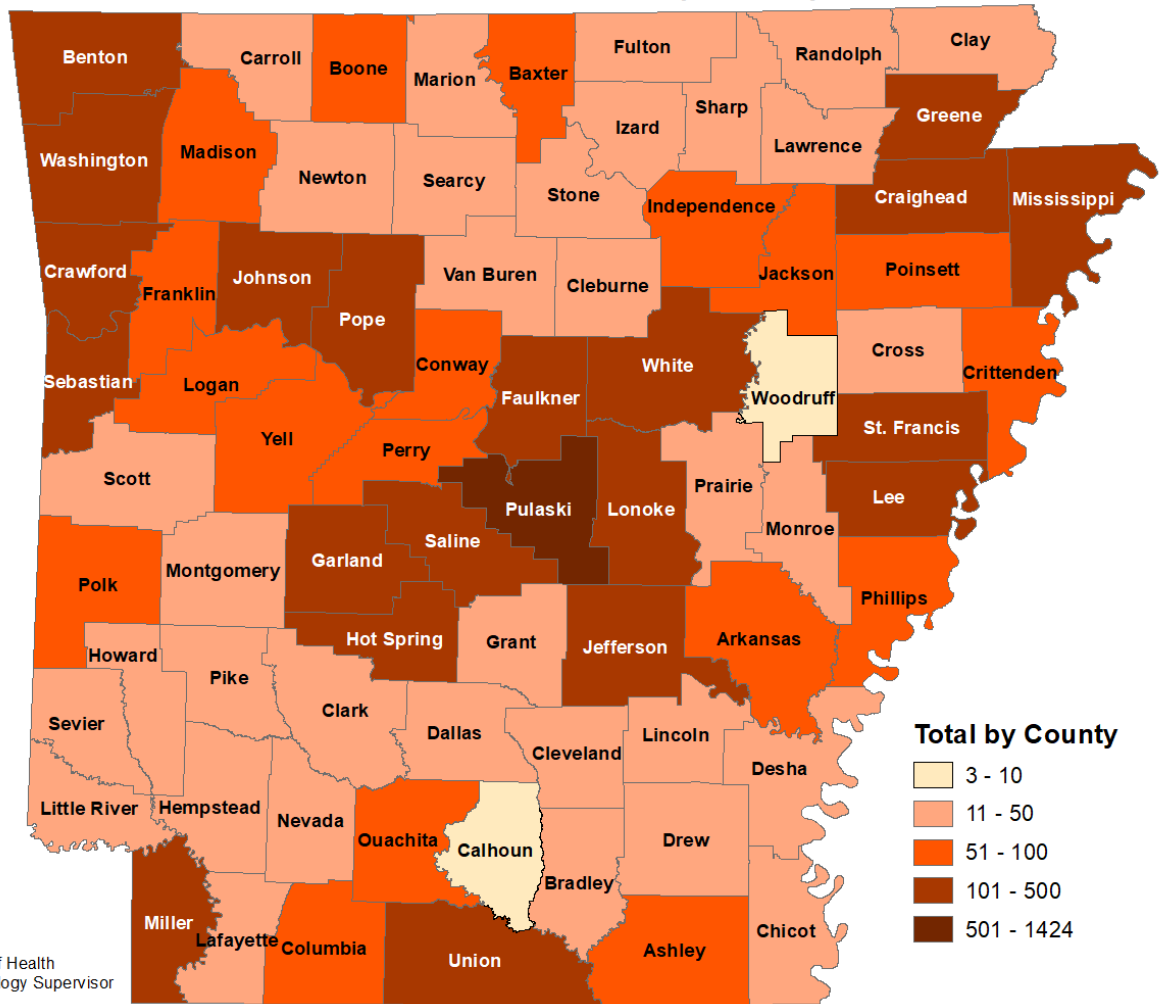 Benton
Carroll
Boone
Marion
Baxter
Fulton
Randolph
Clay
Sharp
Izard
Greene
Lawrence
Washington
Madison
Newton
Searcy
Stone
Independence
Craighead
Mississippi
Crawford
Franklin
Johnson
Pope
Van Buren
Cleburne
Jackson
Poinsett
Sebastian
Logan
Conway
Faulkner
White
Woodruff
Cross
Crittenden
St. Francis
Scott
Yell
Perry
Pulaski
Lonoke
Prairie
Monroe
Lee
Polk
Montgomery
Garland
Saline
Hot Spring
Grant
Jefferson
Arkansas
Phillips
Howard
Pike
Clark
Dallas
Cleveland
Lincoln
Desha
Sevier
Little River
Hempstead
Nevada
Ouachita
Calhoun
Bradley
Drew
Chicot
Miller
Lafayette
Columbia
Union
Ashley
Total by County
3 - 10
11 - 50
51 - 100
101 - 500
501 - 1424
f Health
logy Supervisor